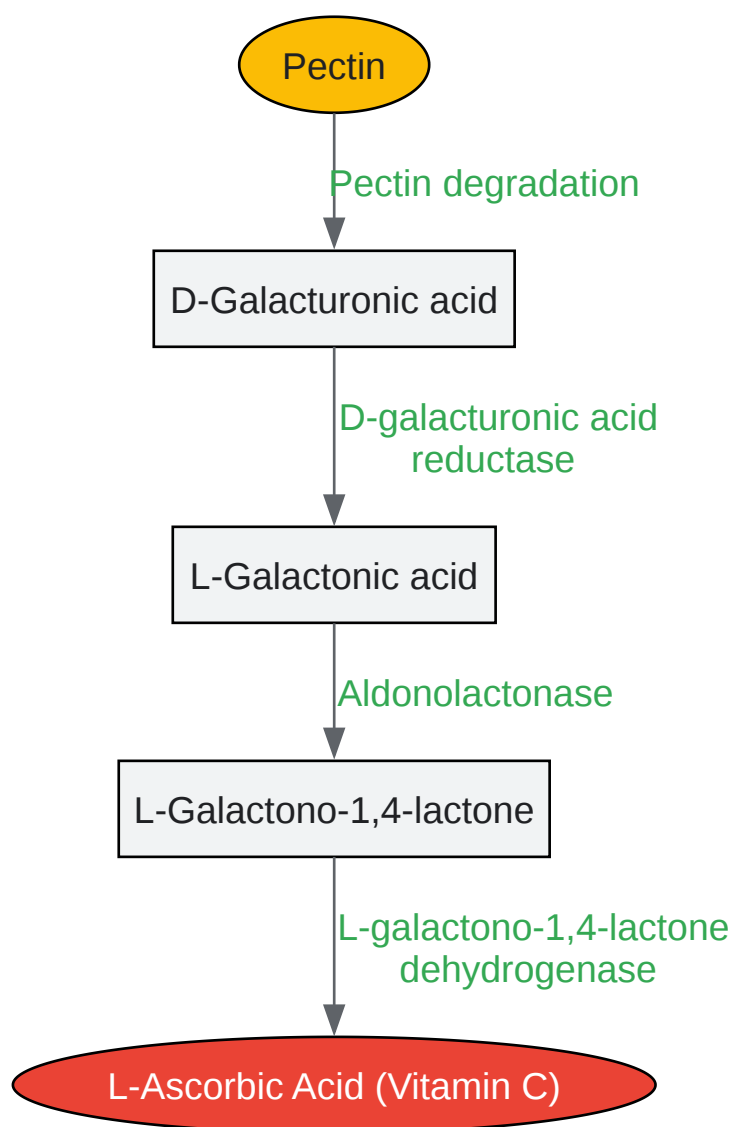 Pectin
Pectin degradation
D-Galacturonic acid
D-galacturonic acid
reductase
L-Galactonic acid
Aldonolactonase
L-Galactono-1,4-lactone
L-galactono-1,4-lactone
dehydrogenase
L-Ascorbic Acid (Vitamin C)